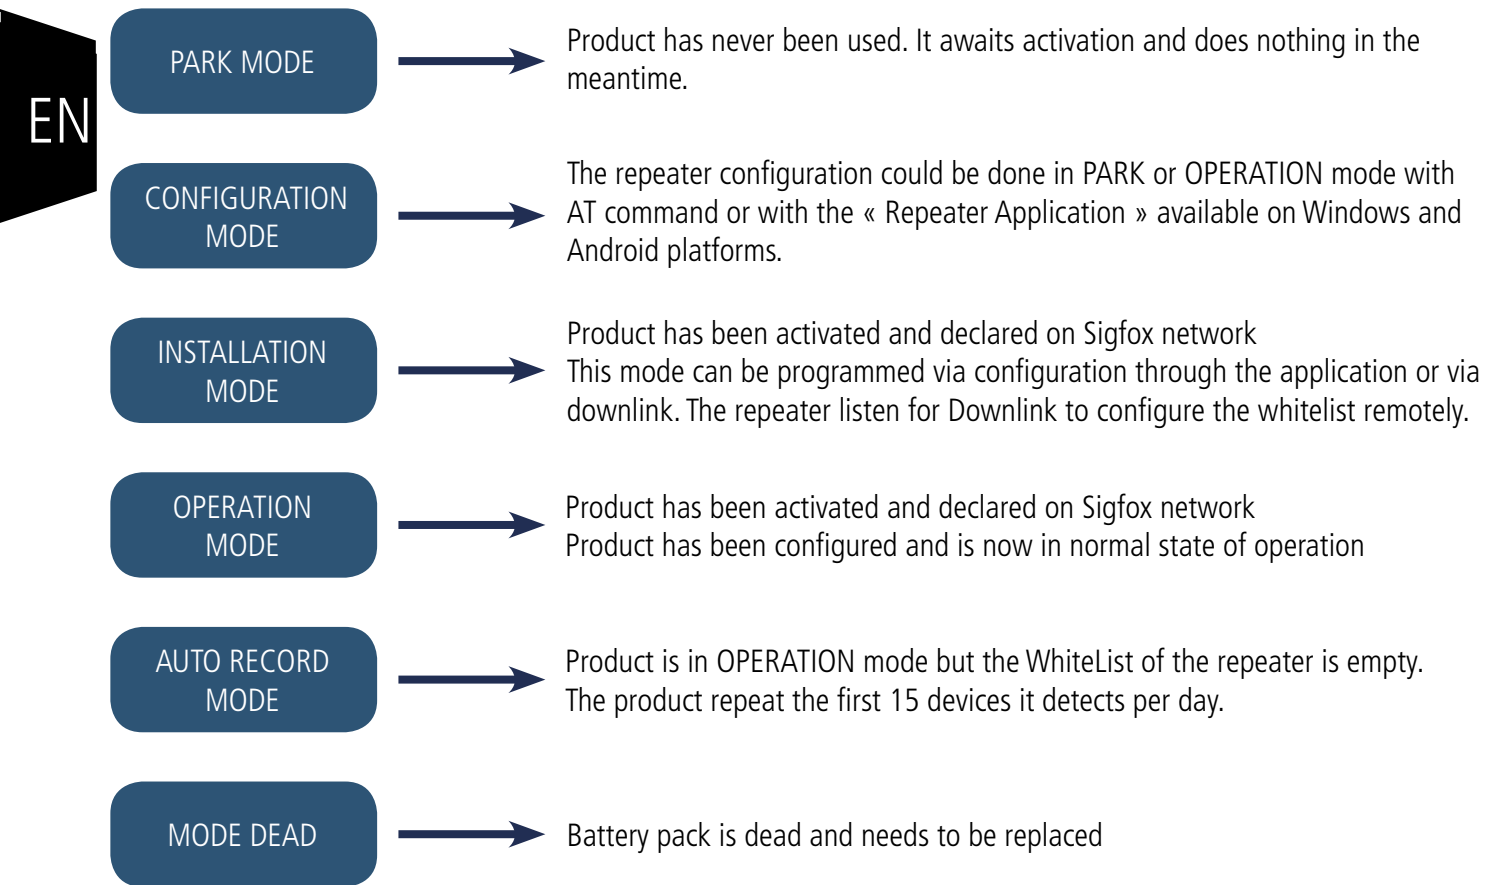 EN
PARK MODE
Product has never been used. It awaits activation and does nothing in the
meantime.
CONFIGURATION
MODE
The repeater configuration could be done in PARK or OPERATION mode with
AT command or with the « Repeater Application » available on Windows and
Android platforms.
INSTALLATION
MODE
Product has been activated and declared on Sigfox network
This mode can be programmed via configuration through the application or via
downlink. The repeater listen for Downlink to configure the whitelist remotely.
OPERATION
MODE
Product has been activated and declared on Sigfox network
Product has been configured and is now in normal state of operation
AUTO RECORD
MODE
Product is in OPERATION mode but the WhiteList of the repeater is empty.
The product repeat the first 15 devices it detects per day.
MODE DEAD
Battery pack is dead and needs to be replaced